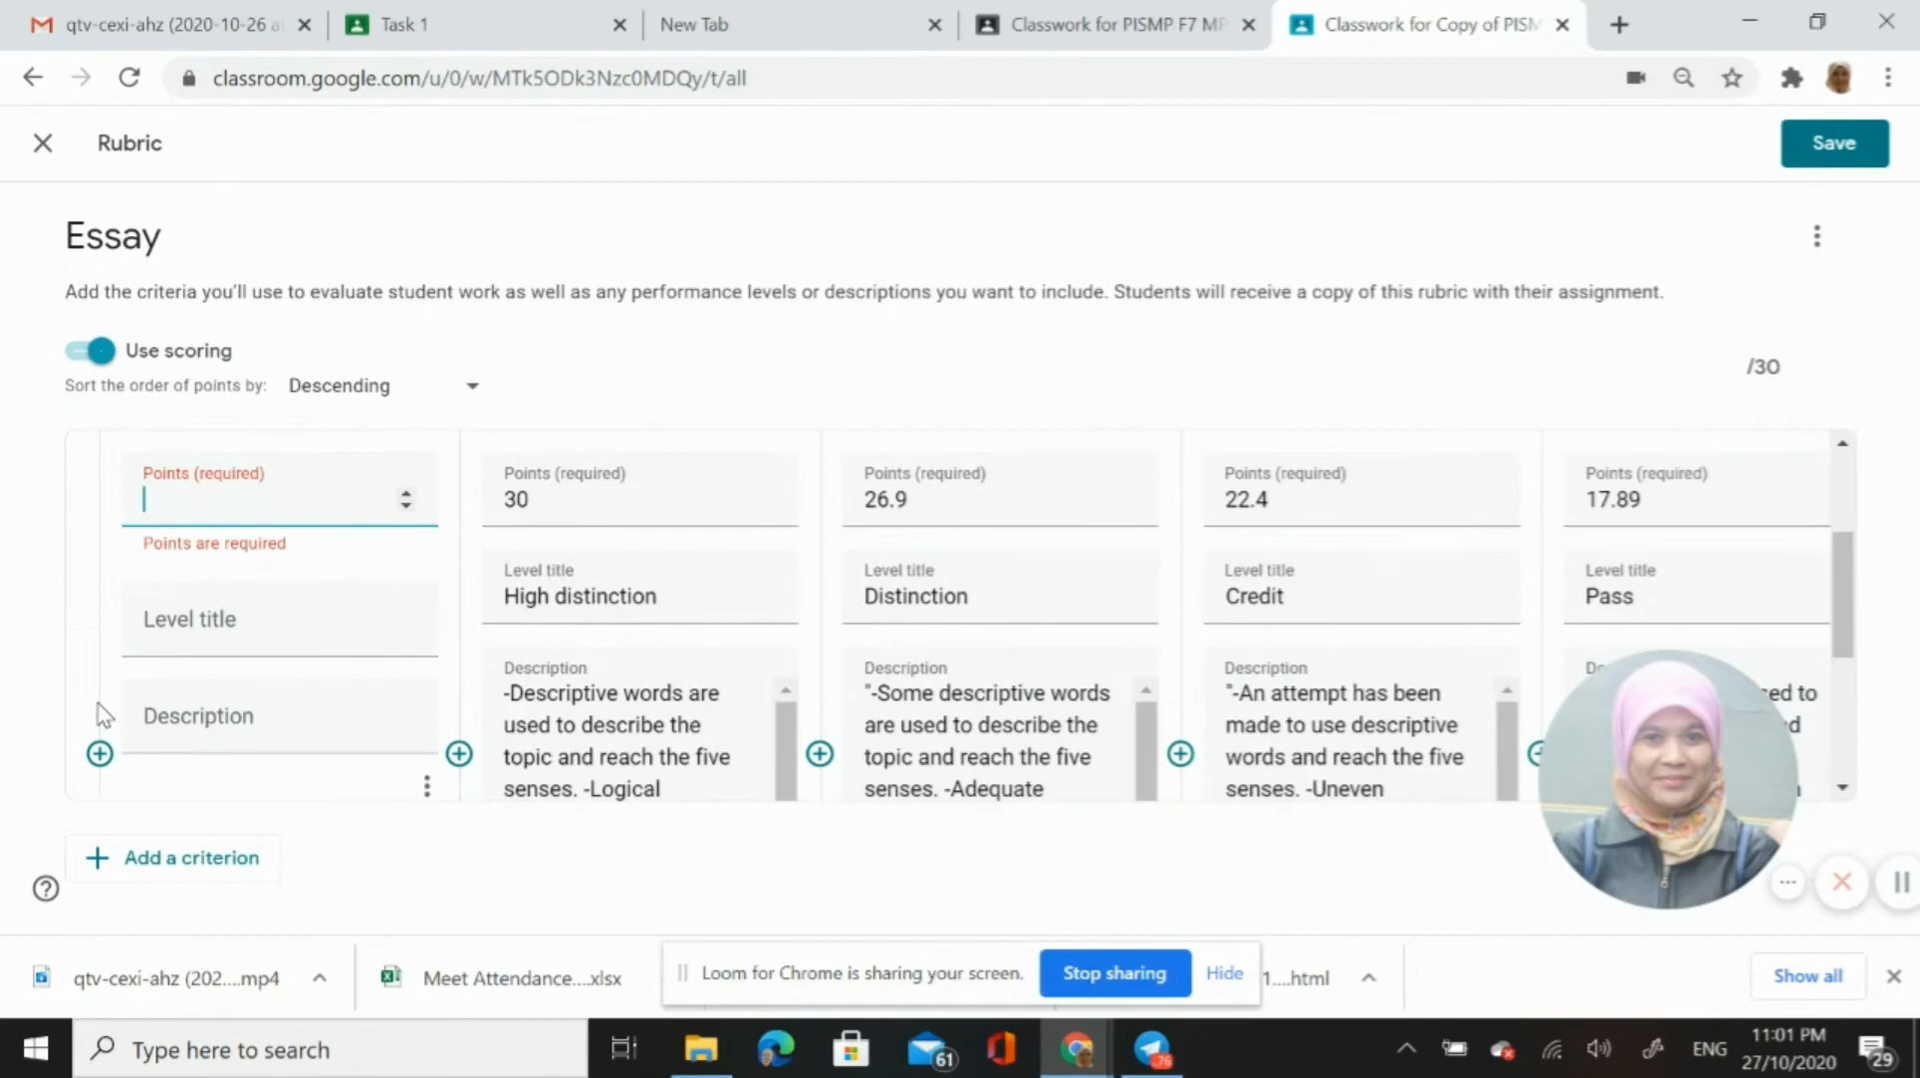 qtv-cexi-ahz (2020-10-26 at
Task 1
New Tab
Classwork for PISMP F7 MP
Classwork for Copy of PISM
classroom.google.com/u/0/w/MTk5ODk3Nzc0MDQy/t/all
Rubric
Save
Essay
Add the criteria you'll use to evaluate student work as well as any performance levels or descriptions you want to include. Students will receive a copy of this rubric with their assignment.
Use scoring
/30
Sort the order of points by: Descending
Points (required)
Points are required
Level title
Description
Points (required)
30
Level title
High distinction
Description
-Descriptive words are
used to describe the
topic and reach the five
senses. -Logical
Points (required)
26.9
Level title
Distinction
Description
"-Some descriptive words
are used to describe the
topic and reach the five
senses. -Adequate
Points (required)
22.4
Level title
Credit
Description
"-An attempt has been
made to use descriptive
words and reach the five
senses. -Uneven
Points (required)
17.89
Level title
Pass
Add a criterion
qtv-cexi-ahz (202....mp4
Meet Attendance....xlsx
Loom for Chrome is sharing your screen.
Stop sharing
Hide
1....html
Show all
Type here to search
61
76
ENG
11:01 PM
27/10/2020
29